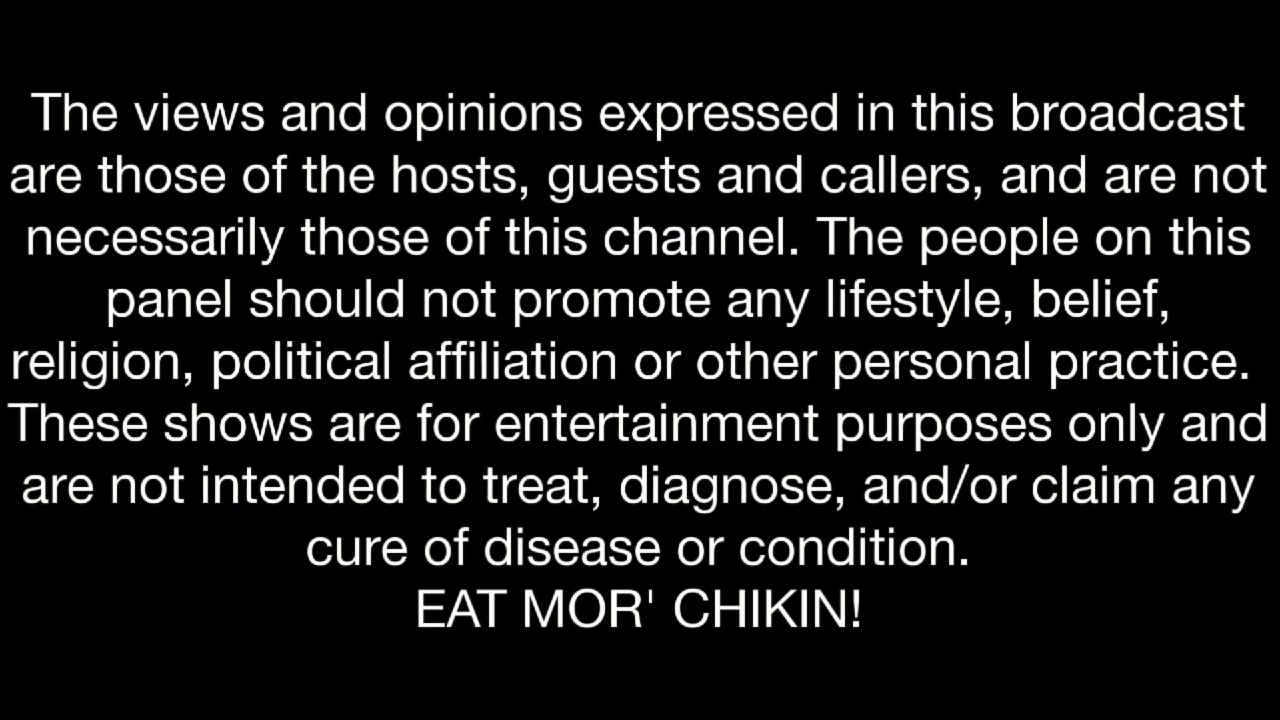 The views and opinions expressed in this broadcast
are those of the hosts, guests and callers, and are not
necessarily those of this channel. The people on this
panel should not promote any lifestyle, belief,
religion, political affiliation or other personal practice.
These shows are for entertainment purposes only and
are not intended to treat, diagnose, and/or claim any
cure of disease or condition.
EAT MOR' CHIKIN!